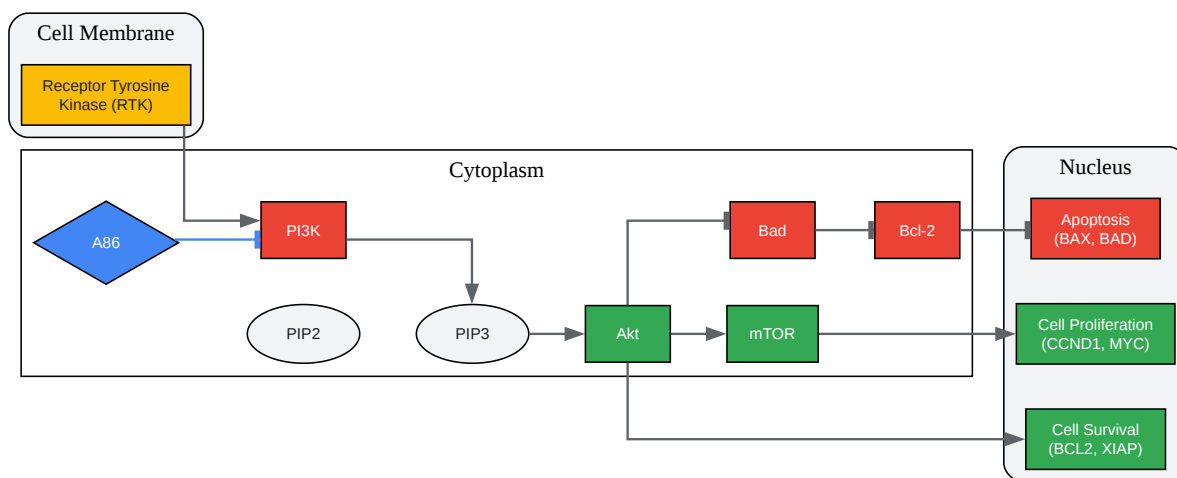 Cell Membrane
Receptor Tyrosine
Kinase (RTK)
Cytoplasm
Nucleus
A86
PI3K
Bad
Bcl-2
Apoptosis
(BAX, BAD)
PIP2
PIP3
Akt
mTOR
Cell Proliferation
(CCND1, MYC)
Cell Survival
(BCL2, XIAP)